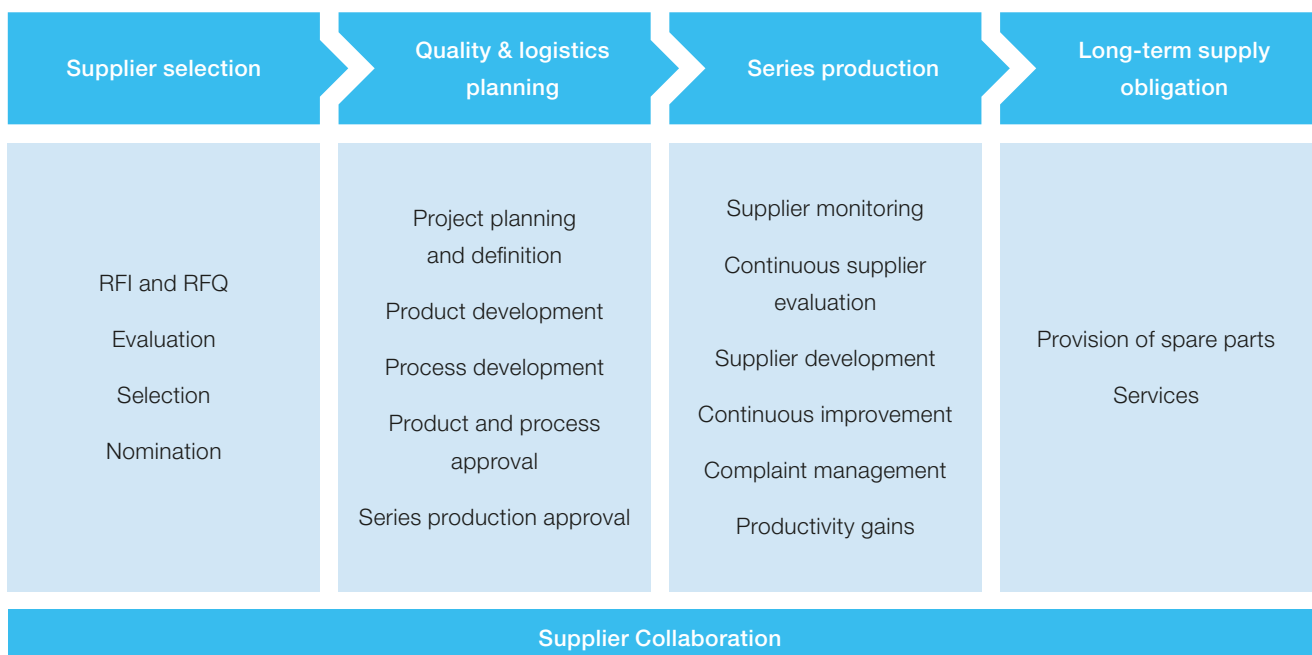 Supplier selection
Quality & logistics
planning
Series production
Long-term supply
obligation
RFI and RFQ
Evaluation
Selection
Nomination
Project planning
and definition
Product development
Process development
Product and process
approval
Series production approval
Supplier monitoring
Continuous supplier
evaluation
Supplier development
Continuous improvement
Complaint management
Productivity gains
Provision of spare parts
Services
Supplier Collaboration